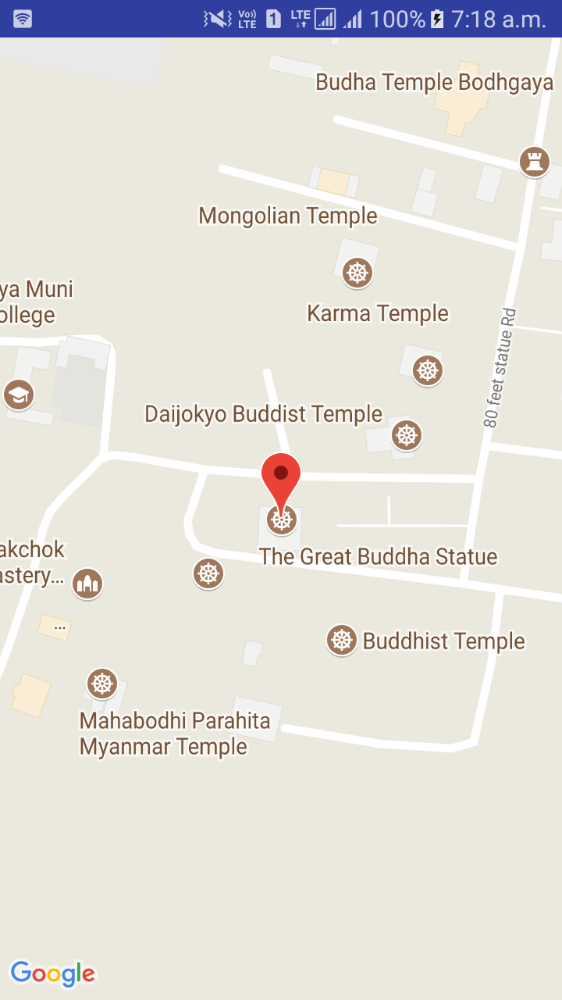 Vo))
LTE
1
LTE
100%
7:18 a.m.
Budha Temple Bodhgaya
Mongolian Temple
ya Muni
ollege
Karma Temple
80 feet statue Rd
Daijokyo Buddist Temple
akchok
astery...
The Great Buddha Statue
...
Buddhist Temple
Mahabodhi Parahita
Myanmar Temple
Google